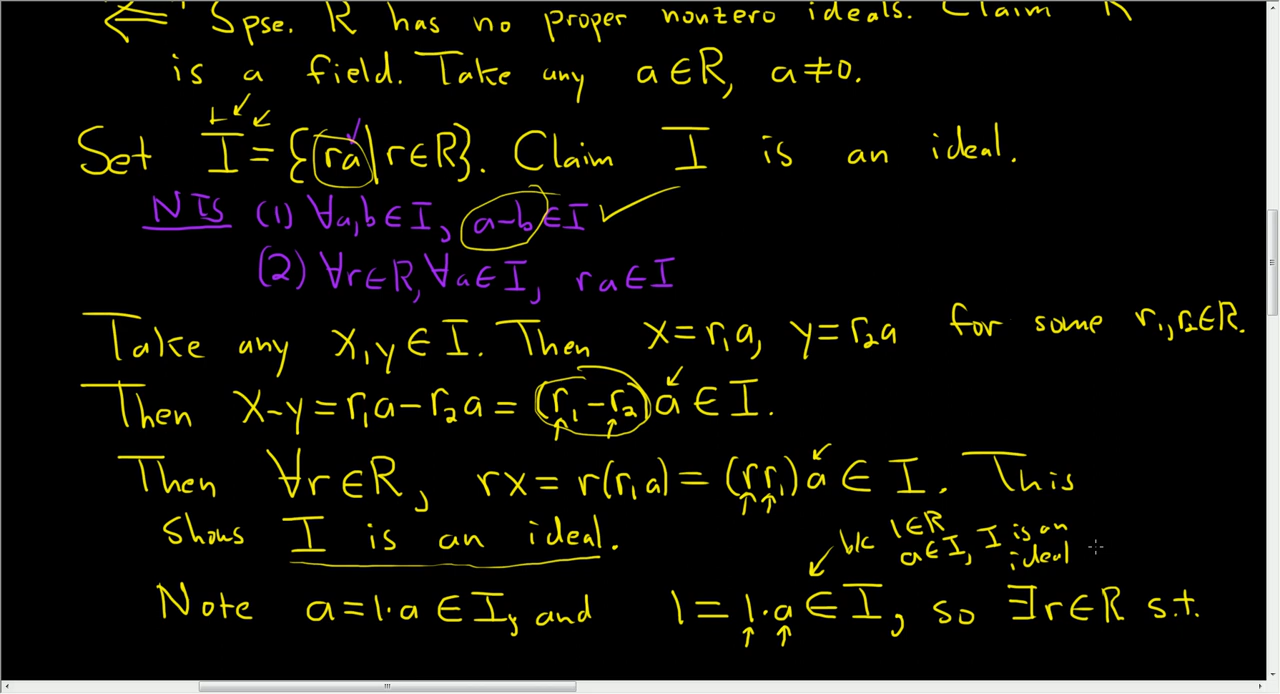 ⇐ " Spse. R has no proper nonzero ideals. Claim R
is a field. Take any a∈R, a≠0.
Set I = {ra | r∈R}. Claim I is an ideal.
NTS (1) ∀a,b∈I, a-b∈I ✓
(2) ∀r∈R, ∀a∈I, ra∈I
Take any x,y∈I. Then x=r₁a, y=r₂a for some r₁,r₂∈R.
Then x-y=r₁a-r₂a=(r₁-r₂)a∈I.
Then ∀r∈R, rx=r(r₁a)=(rr₁)a∈I. This
shows I is an ideal.
b/c 1∈R
a∈I, I is an
ideal
Note a=1·a∈I, and 1=1·a∈I, so ∃r∈R s.t.